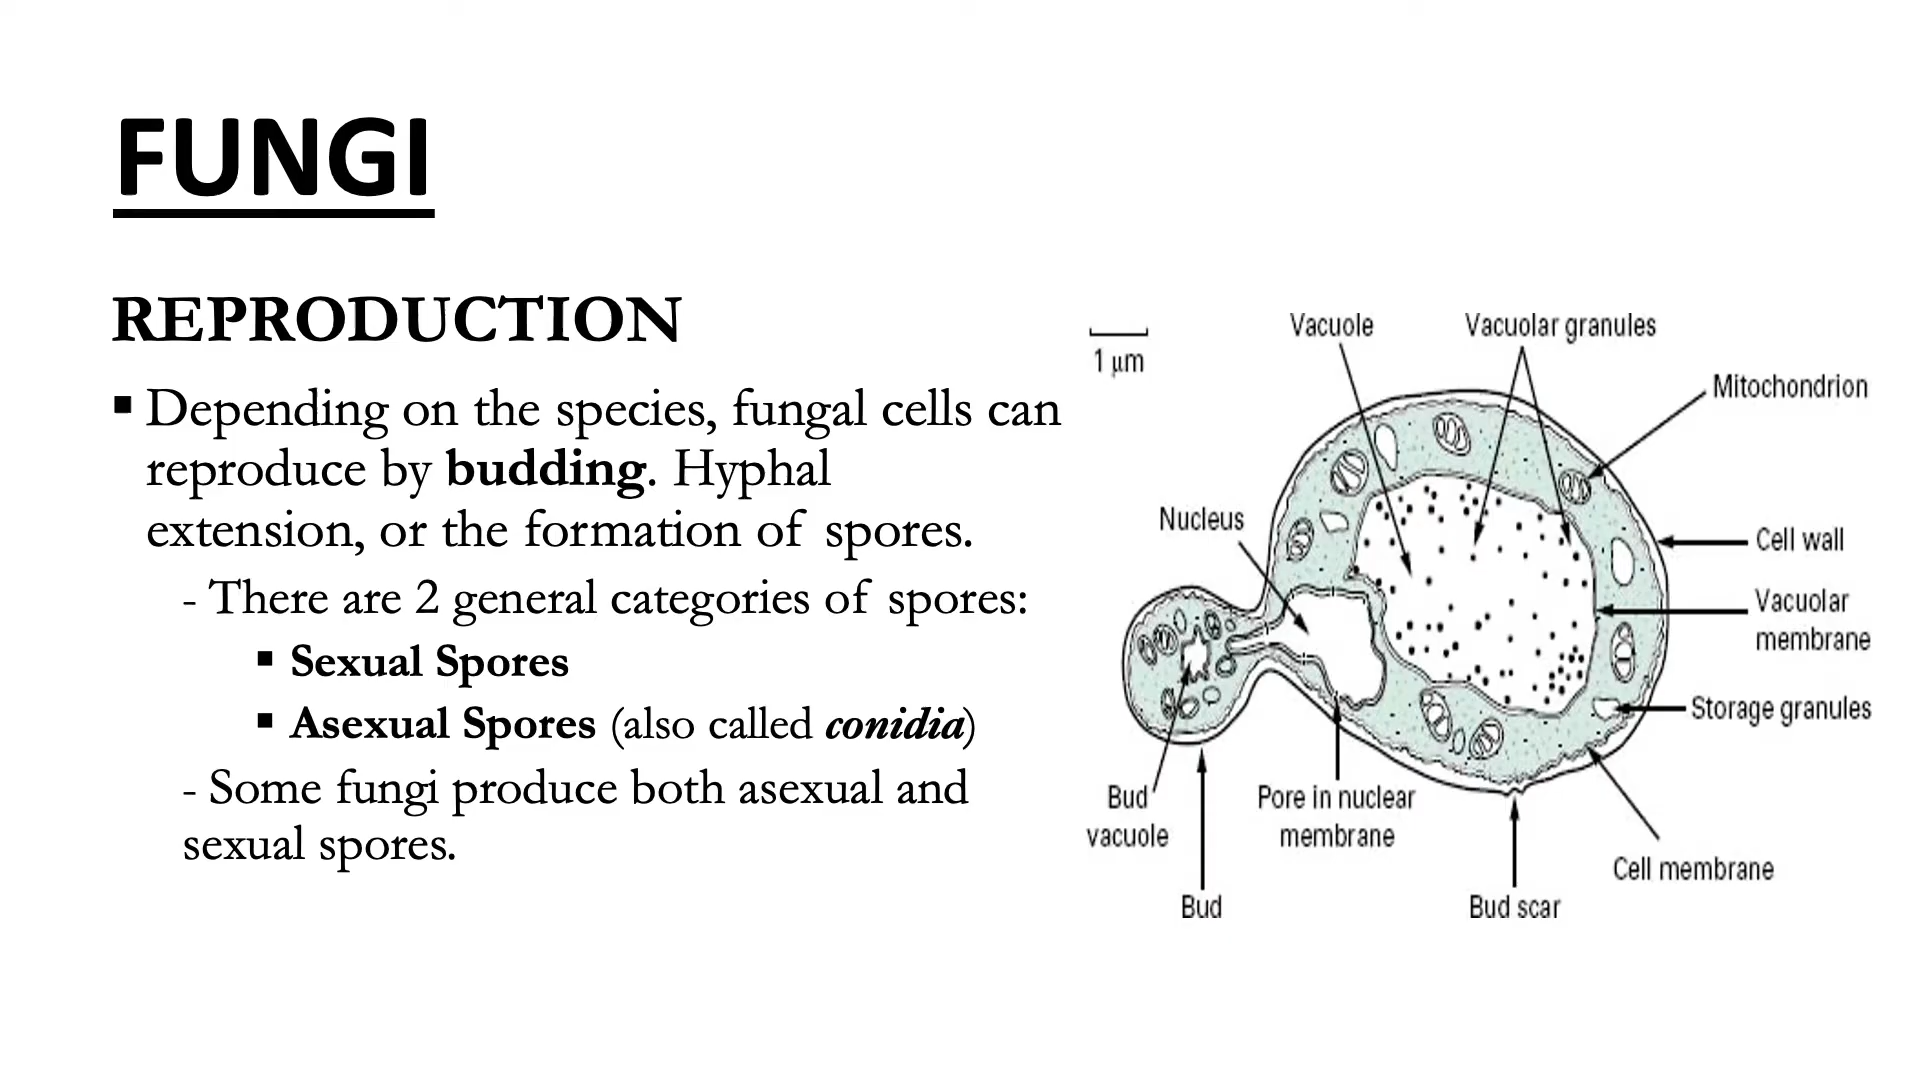 FUNGI
REPRODUCTION
▪ Depending on the species, fungal cells can
reproduce by budding. Hyphal
extension, or the formation of spores.
- There are 2 general categories of spores:
▪ Sexual Spores
▪ Asexual Spores (also called conidia)
- Some fungi produce both asexual and
sexual spores.
1 μm
Vacuole
Vacuolar granules
Mitochondrion
Nucleus
Cell wall
Vacuolar
membrane
Storage granules
Bud
vacuole
Pore in nuclear
membrane
Cell membrane
Bud
Bud scar